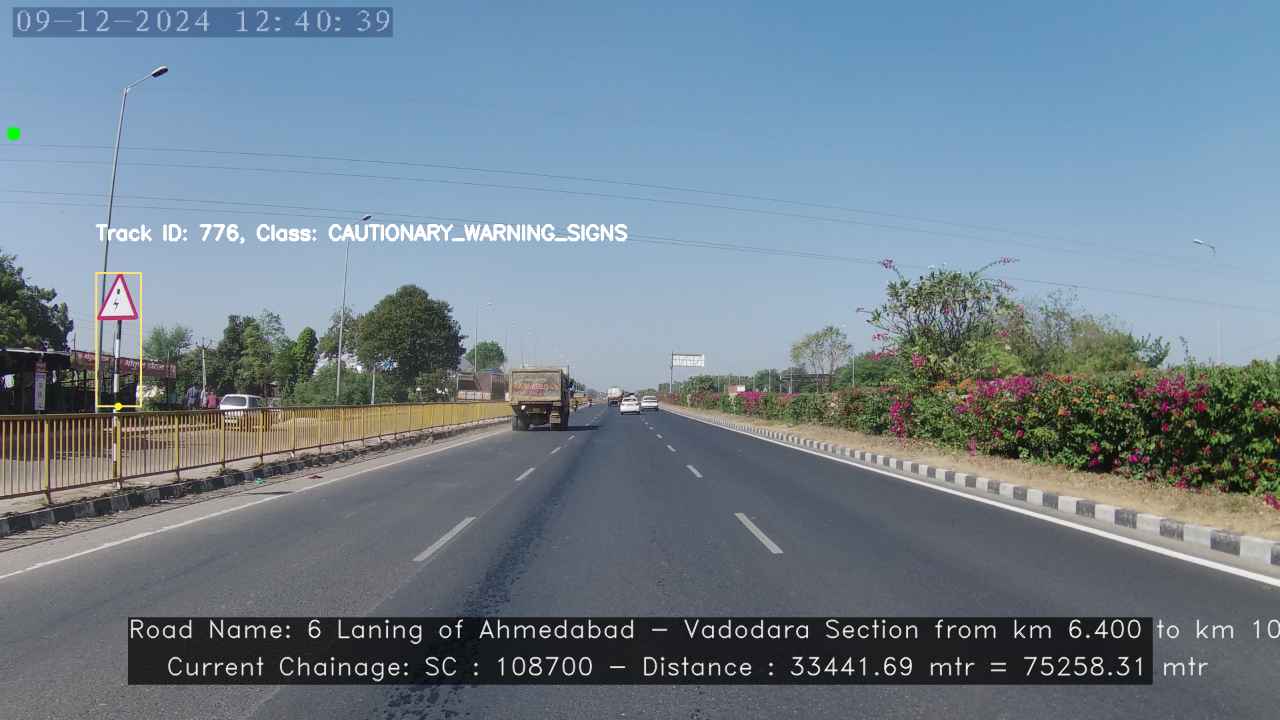 09-12-2024 12:40:39
Track ID: 776, Class: CAUTIONARY_WARNING_SIGNS
Road Name: 6 Laning of Ahmedabad - Vadodara Section from km 6.400 to km 10
Current Chainage: SC : 108700 - Distance : 33441.69 mtr = 75258.31 mtr